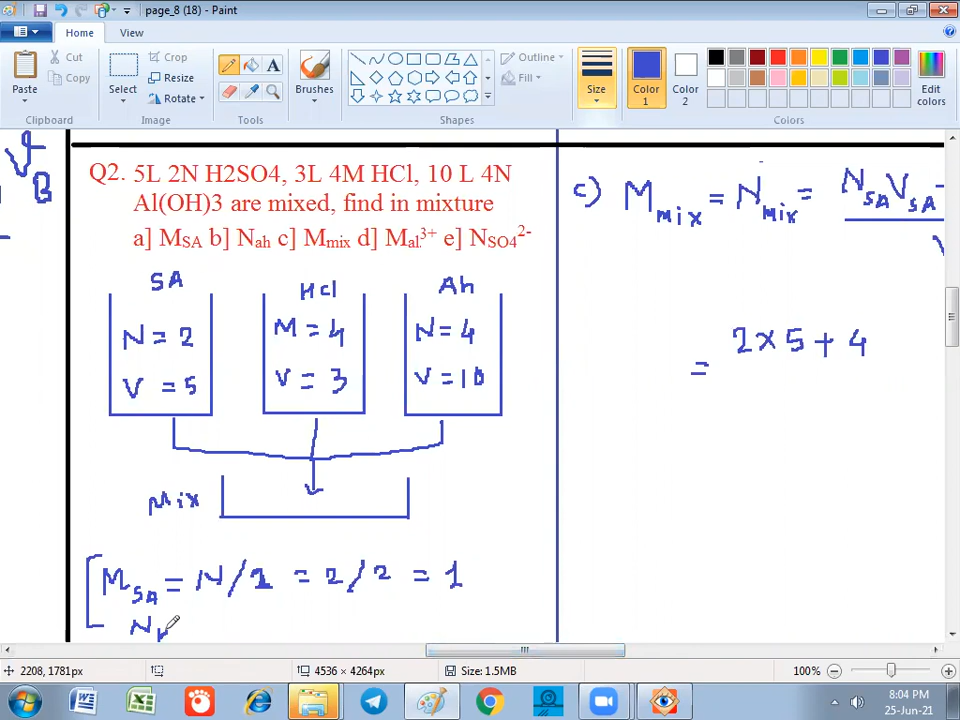 page_8 (18) - Paint
Home View
Paste
Cut
Copy
Clipboard
Select
Crop
Resize
Rotate
Image
A
Tools
Brushes
Outline
Fill
Shapes
Size
Color 1
Color 2
Edit colors
Colors
B
Q2. 5L 2N H2SO4, 3L 4M HCl, 10 L 4N
Al(OH)3 are mixed, find in mixture
a] MSA b] Nah c] Mmix d] Mal3+ e] NSO42-
SA HCl Ah
N = 2 M = 4 N = 4
V = 5 V = 3 V = 10
Mix
MSA = N/2 = 2/2 = 1
c) Mmix = Nmix = NSA VSA
= 2 × 5 + 4
2208, 1781px
4536 × 4264px
Size: 1.5MB
100%
8:04 PM
25-Jun-21